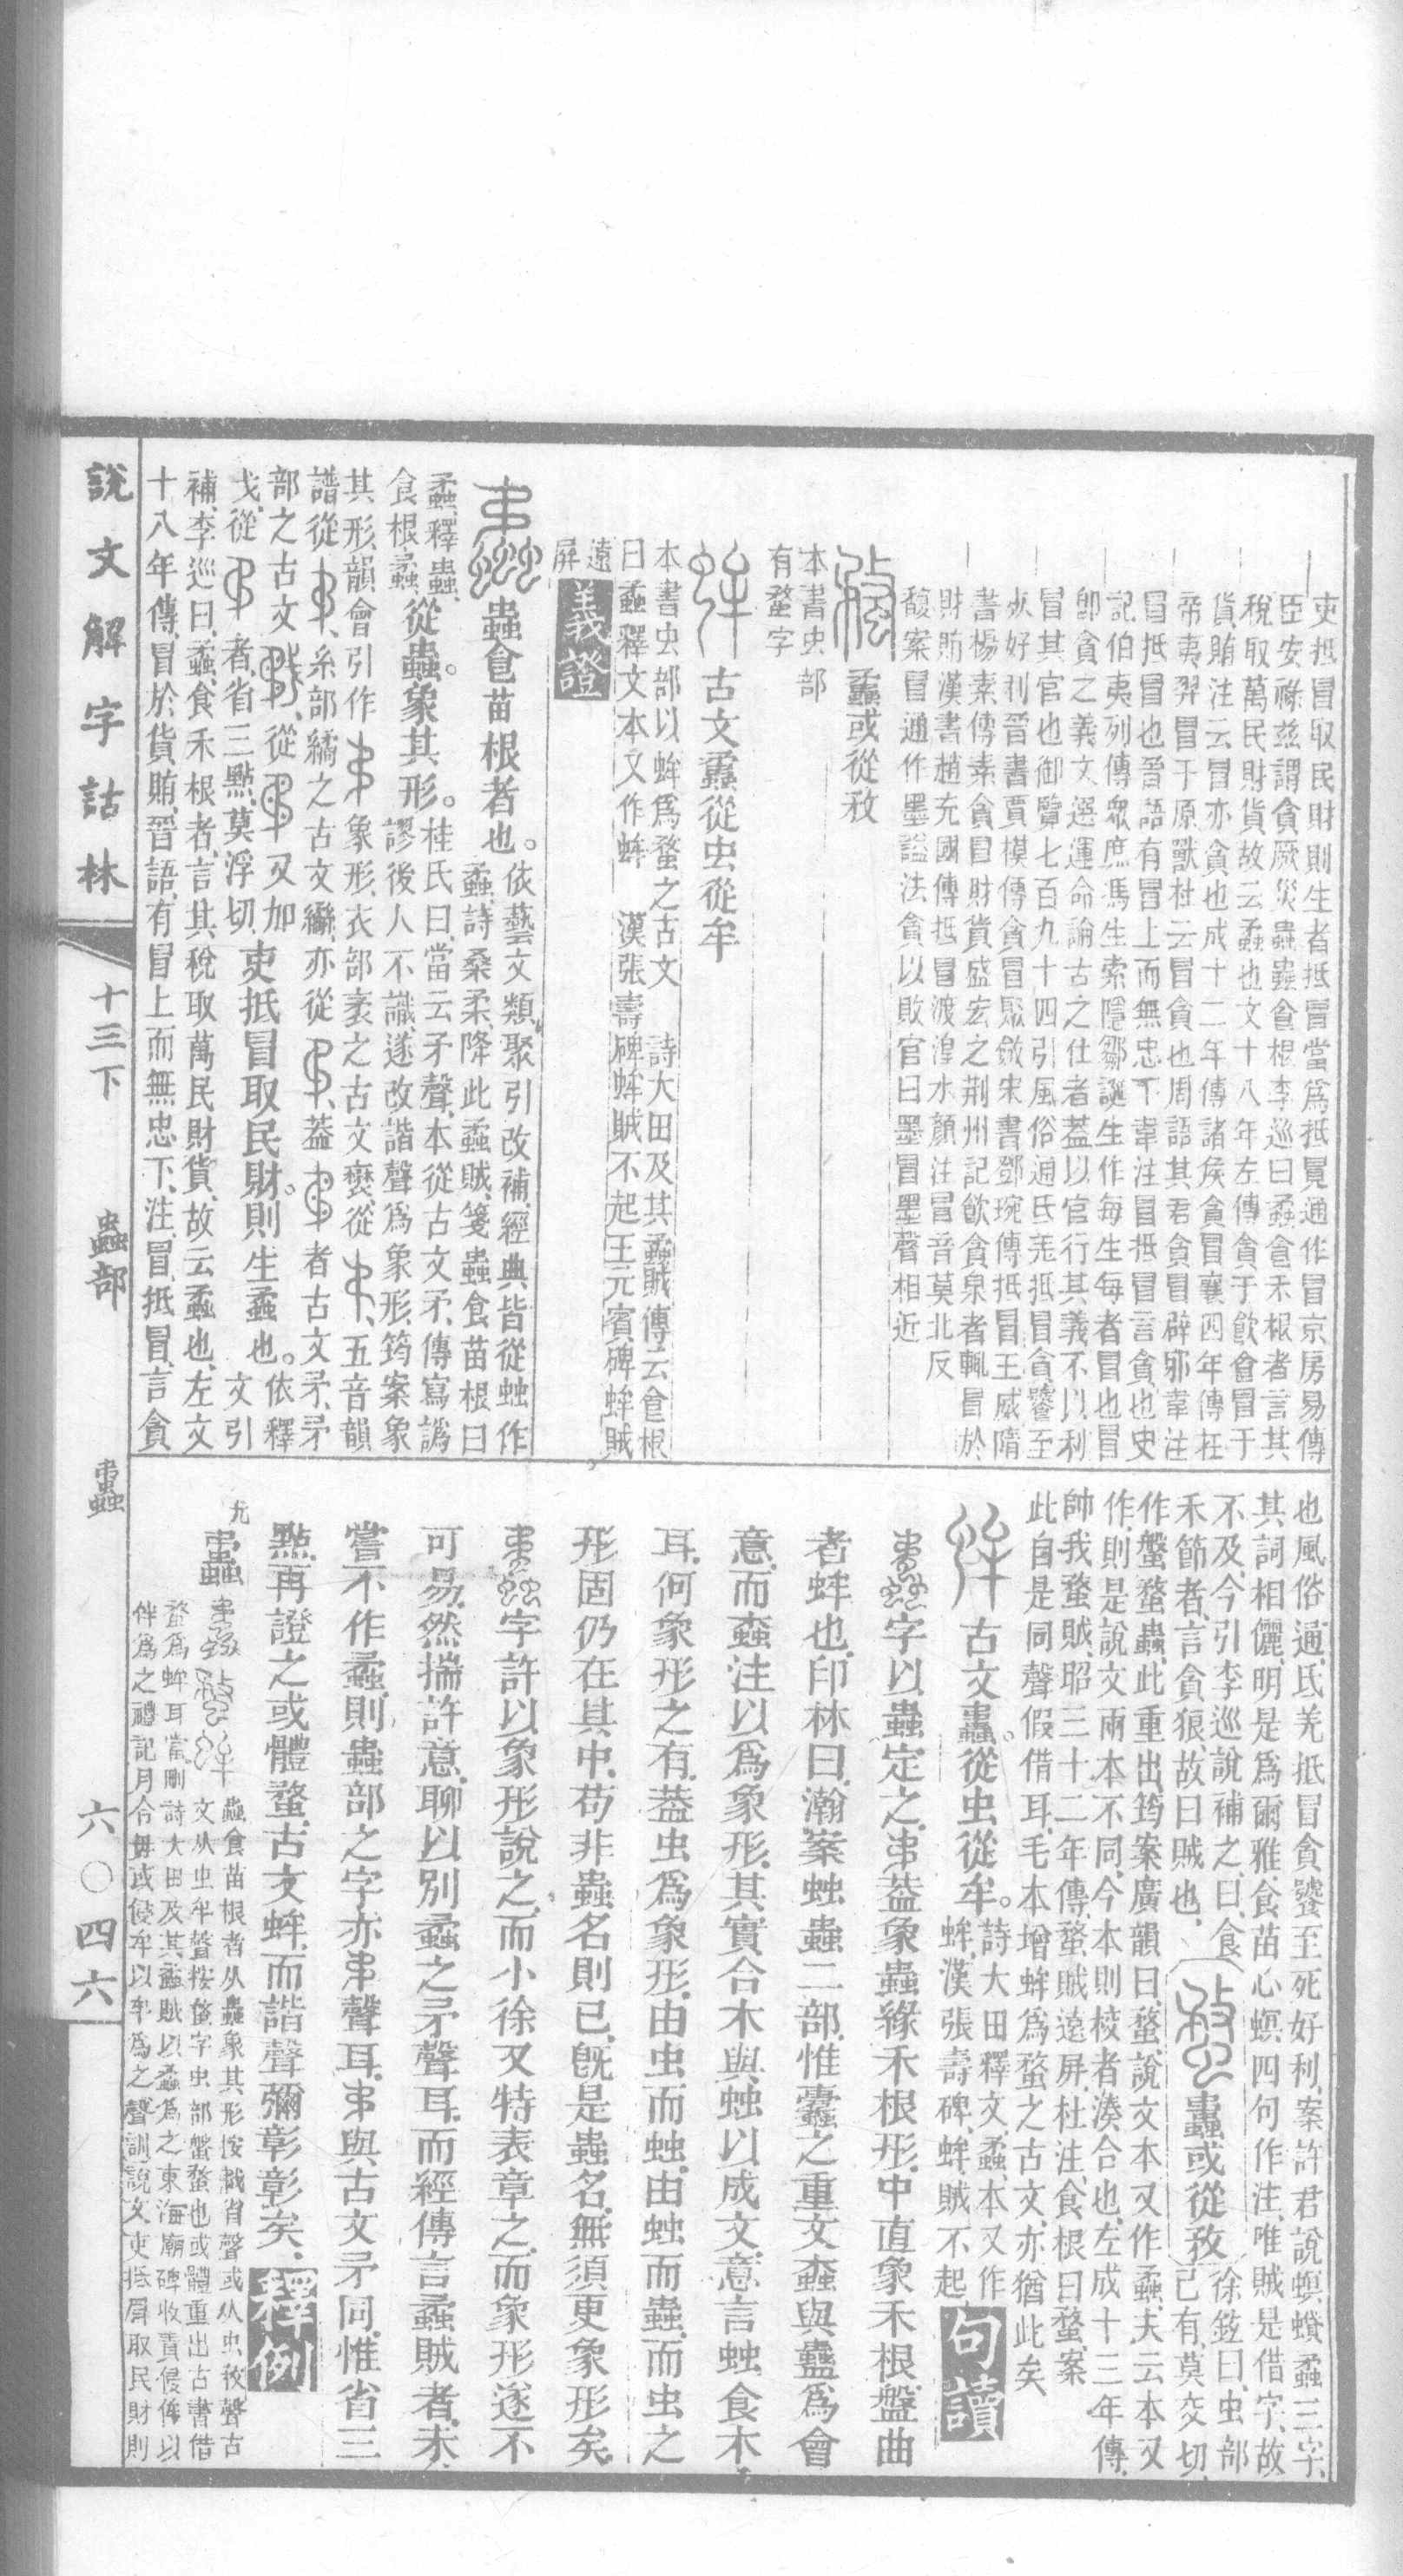 吏抵冒取民財則生者抵冒當爲抵冒通作冒京房易傳
臣安祿茲謂貪厥災蟲蟲食根李巡曰蟊食禾根者言其
稅取萬民財貨故云蟊也文十八年左傳貪于飲食冒于
貨賄注云冒亦貪也成十二年傳諸侯貪冒襄四年傳在
帝夷羿冒于原獸杜云冒貪也周語其君貪冒辟邪韋注
冒抵冒也晉語有冒上而無忠下韋注冒抵冒言貪也史
記伯夷列傳眾庶馮生索隱鄒誕生作每生每者冒也冒
卽貪之義文選運命論古之仕者蓋以官行其義不以利
冒其官也御覽七百九十四引風俗通氐羌抵冒貪饕至
死好利晉書賈模傳貪冒聚斂宋書鄧琬傳抵冒王威隋
書楊素傳素貪冒財貨盛宏之荆州記飲貪泉者輒冒於
財賄漢書趙充國傳抵冒渡湟水顏注冒音莫北反
馥案冒通作墨諡法貪以敗官曰墨冒墨聲相近
蟊或從敄
本書虫部
有蝥字
古文蟊從虫從牟
本書虫部以蛑爲蝥之古文 詩大田及其蟊賊傳云食根
曰蟊釋文本又作蛑 漢張壽碑蛑賊不起王元賓碑蛑賊
遠
屏
義證
蟲食苗根者也。依藝文類聚引改補,經典皆從䖵作
蟊,詩桑柔,降此蟊賊,箋,蟲食苗根曰
蟊,釋蟲,
食根蟊,從蟲。象其形。桂氏曰,當云矛聲,本從古文矛,傳寫譌
謬,後人不識,遂改諧聲爲象形,筠案,象
其形,韻會引作象形,衣部袤之古文𧛻,從,五音韻
譜從,糸部繘之古文,亦從,蓋者古文矛,矛
部之古文,從又加
戈,從者,省三點,莫浮切,吏抵冒取民財。則生蟊也。依釋
文引
補,李巡曰,蟊,食禾根者,言其稅取萬民財貨,故云蟊也,左文
十八年傳,冒於貨賄,晉語,有冒上而無忠下,注,冒,抵冒,言貪
說文解字詁林 十三下 蟲部 六〇四六
也,風俗通,氐羌抵冒貪饕,至死好利,案許君說螟蟘蟊三字,
其詞相儷,明是爲爾雅,食苗心螟四句作注,唯賊是借字,故
不及,今引李巡說補之,曰,食
禾節者,言貪狼,故曰賊也,或從敄,徐鉉曰,虫部
已有,莫交切,
作螌蝥蟲,此重出,筠案廣韻曰蝥,說文本又作蟊,夫云本又
作,則是說文兩本不同,今本則校者湊合也,左成十三年傳,
帥我蝥賊,昭三十二年傳,蝥賊遠屏,杜注,食根曰蝥,案
此自是同聲假借耳,毛本增蛑爲蝥之古文,亦猶此矣,
古文從虫從牟。詩大田釋文,蟊,本又作
蛑,漢張壽碑,蛑賊不起,句讀
字以蟲定之,蓋象蟲緣禾根形,中直象禾根,盤曲
者蛑也,印林曰,瀚案䖵蟲二部,惟蠹之重文螙與蠱爲會
意,而螙注以爲象形,其實合木與䖵以成文,意言䖵食木
耳,何象形之有,蓋虫爲象形,由虫而䖵,由䖵而蟲,而虫之
形固仍在其中,苟非蟲名則已,既是蟲名,無須更象形矣,
字許以象形說之,而小徐又特表章之,而象形遂不
可易,然揣許意,聊以別蟊之矛聲耳,而經傳言蟊賊者,未
嘗不作蟊,則蟲部之字亦聲耳,與古文矛同,惟省三
點,再證之或體蝥,古文蛑,而諧聲彌彰彰矣,釋例
蟲食苗根者从蟲象其形按省聲或从虫敄聲古
文从虫牟聲按蝥字虫部螌蝥也或體重出古書借
蝥爲蛑耳當刪詩大田及其蟊賊以蟊爲之東海廟碑收責侵侔以
侔爲之禮記月令毋或侵牟以牟爲之聲訓說文吏抵冒取民財則